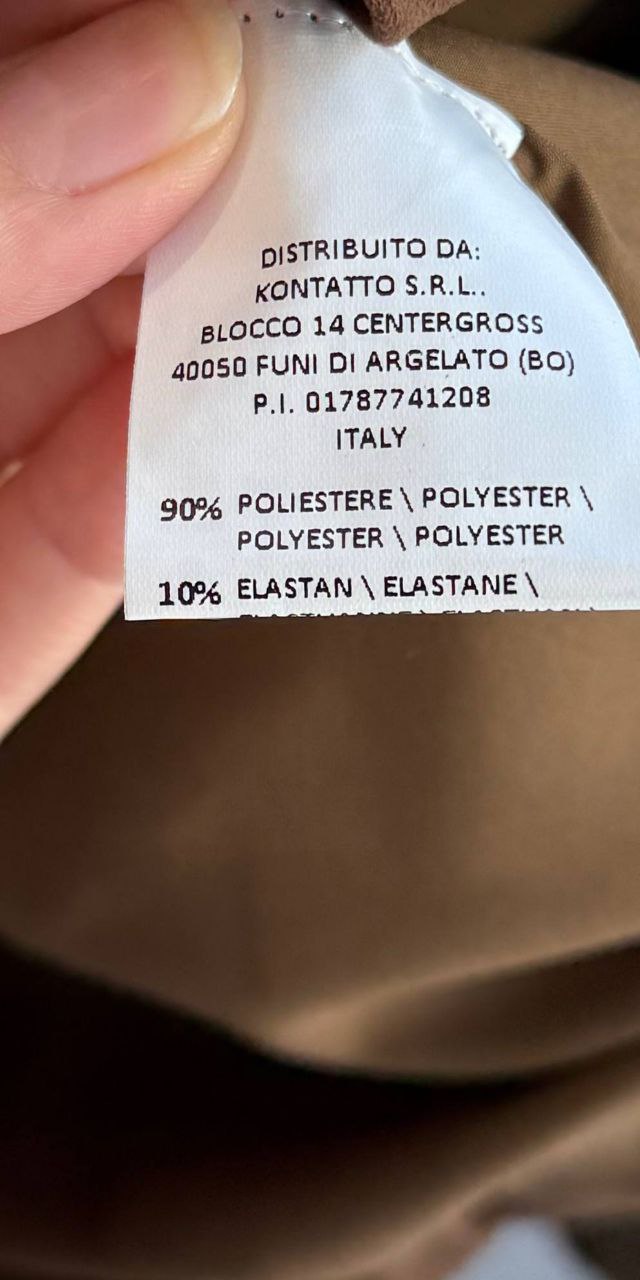 DISTRIBUITO DA:
KONTATTO S.R.L..
BLOCCO 14 CENTERGROSS
40050 FUNI DI ARGELATO (BO)
P.I. 01787741208
ITALY
90% POLIESTERE \ POLYESTER \
POLYESTER \ POLYESTER
10% ELASTAN \ ELASTANE \